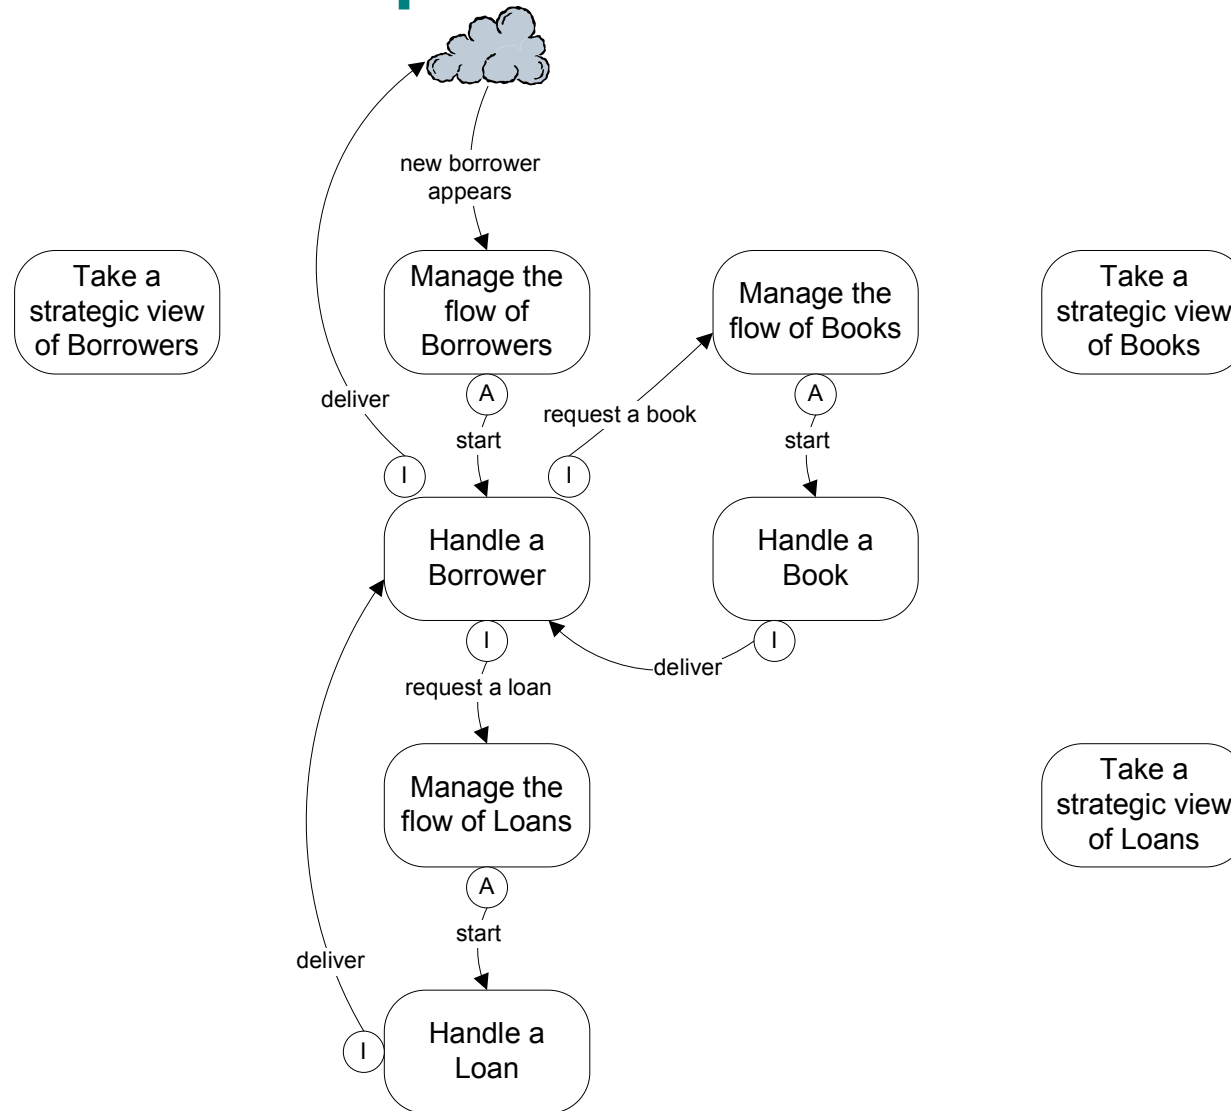 new borrower
appears
Take a
strategic view
of Borrowers
Manage the
flow of
Borrowers
Manage the
flow of Books
Take a
strategic view
of Books
deliver
A
request a book
A
start
start
I
I
Handle a
Borrower
Handle a
Book
I
I
deliver
request a loan
Manage the
flow of Loans
Take a
strategic view
of Loans
A
start
deliver
I
Handle a
Loan